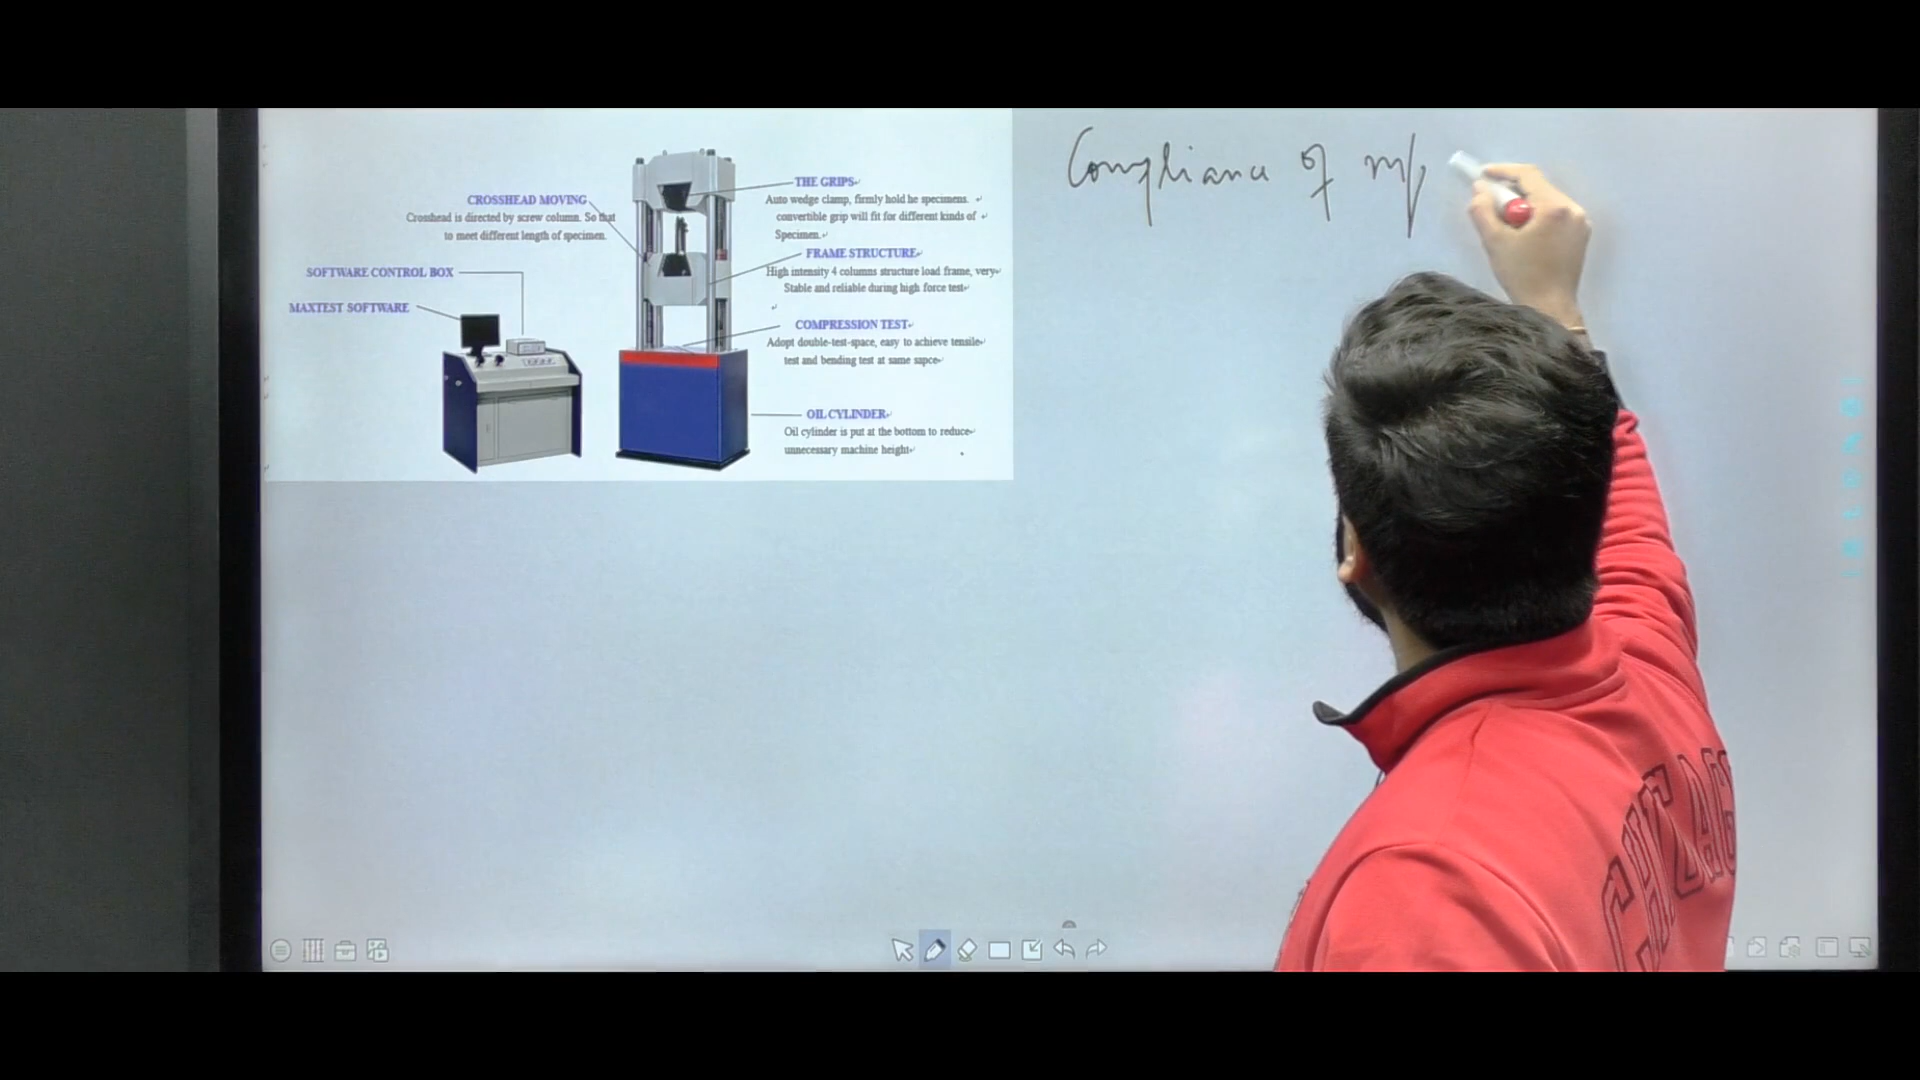 Compliance of m/
THE GRIPS
Auto wedge clamp, firmly hold he specimens.
convertible grip will fit for different kinds of
Specimen.
CROSSHEAD MOVING
Crosshead is directed by screw column. So that
to meet different length of specimen.
FRAME STRUCTURE
High intensity 4 columns structure load frame, very
Stable and reliable during high force test
SOFTWARE CONTROL BOX
MAXTEST SOFTWARE
COMPRESSION TEST
Adopt double-test-space, easy to achieve tensile
test and bending test at same sapce
OIL CYLINDER
Oil cylinder is put at the bottom to reduce
unnecessary machine height